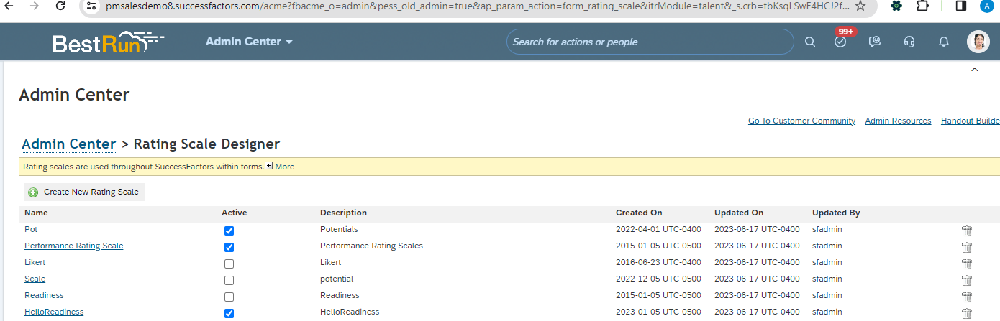 pmsalesdemo8.successfactors.com/acme?fbacme_o=admin&pess_old_admin=true&ap_param_action=form_rating_scale&itrModule=talent&_s.crb=tbKsqLSwE4HCJ2f...
A
BestRun
Admin Center
Search for actions or people
99+
Admin Center
Go To Customer Community Admin Resources Handout Builde
Admin Center > Rating Scale Designer
Rating scales are used throughout SuccessFactors within forms. More
Create New Rating Scale
Name Active Description Created On Updated On Updated By
Pot Potentials 2022-04-01 UTC-0400 2023-06-17 UTC-0400 sfadmin
Performance Rating Scale Performance Rating Scales 2015-01-05 UTC-0500 2023-06-17 UTC-0400 sfadmin
Likert Likert 2016-06-23 UTC-0400 2023-06-17 UTC-0400 sfadmin
Scale potential 2022-12-05 UTC-0500 2023-06-17 UTC-0400 sfadmin
Readiness Readiness 2015-01-05 UTC-0500 2023-06-17 UTC-0400 sfadmin
HelloReadiness HelloReadiness 2023-01-05 UTC-0500 2023-06-17 UTC-0400 sfadmin